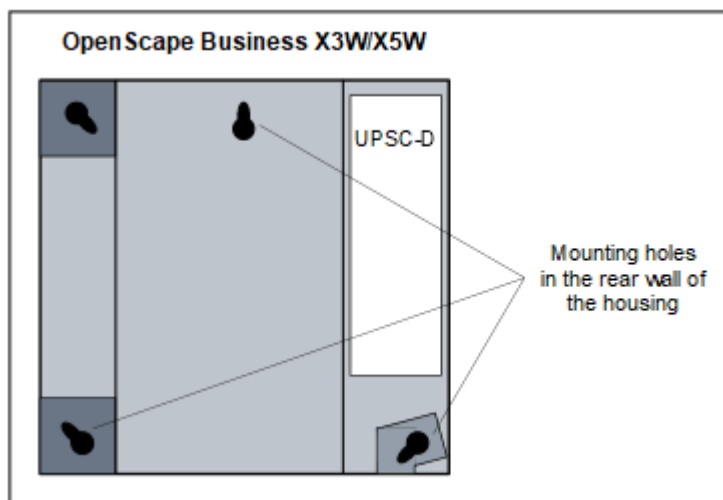 OpenScape Business X3W/X5W
UPSC-D
Mounting holes
in the rear wall of
the housing